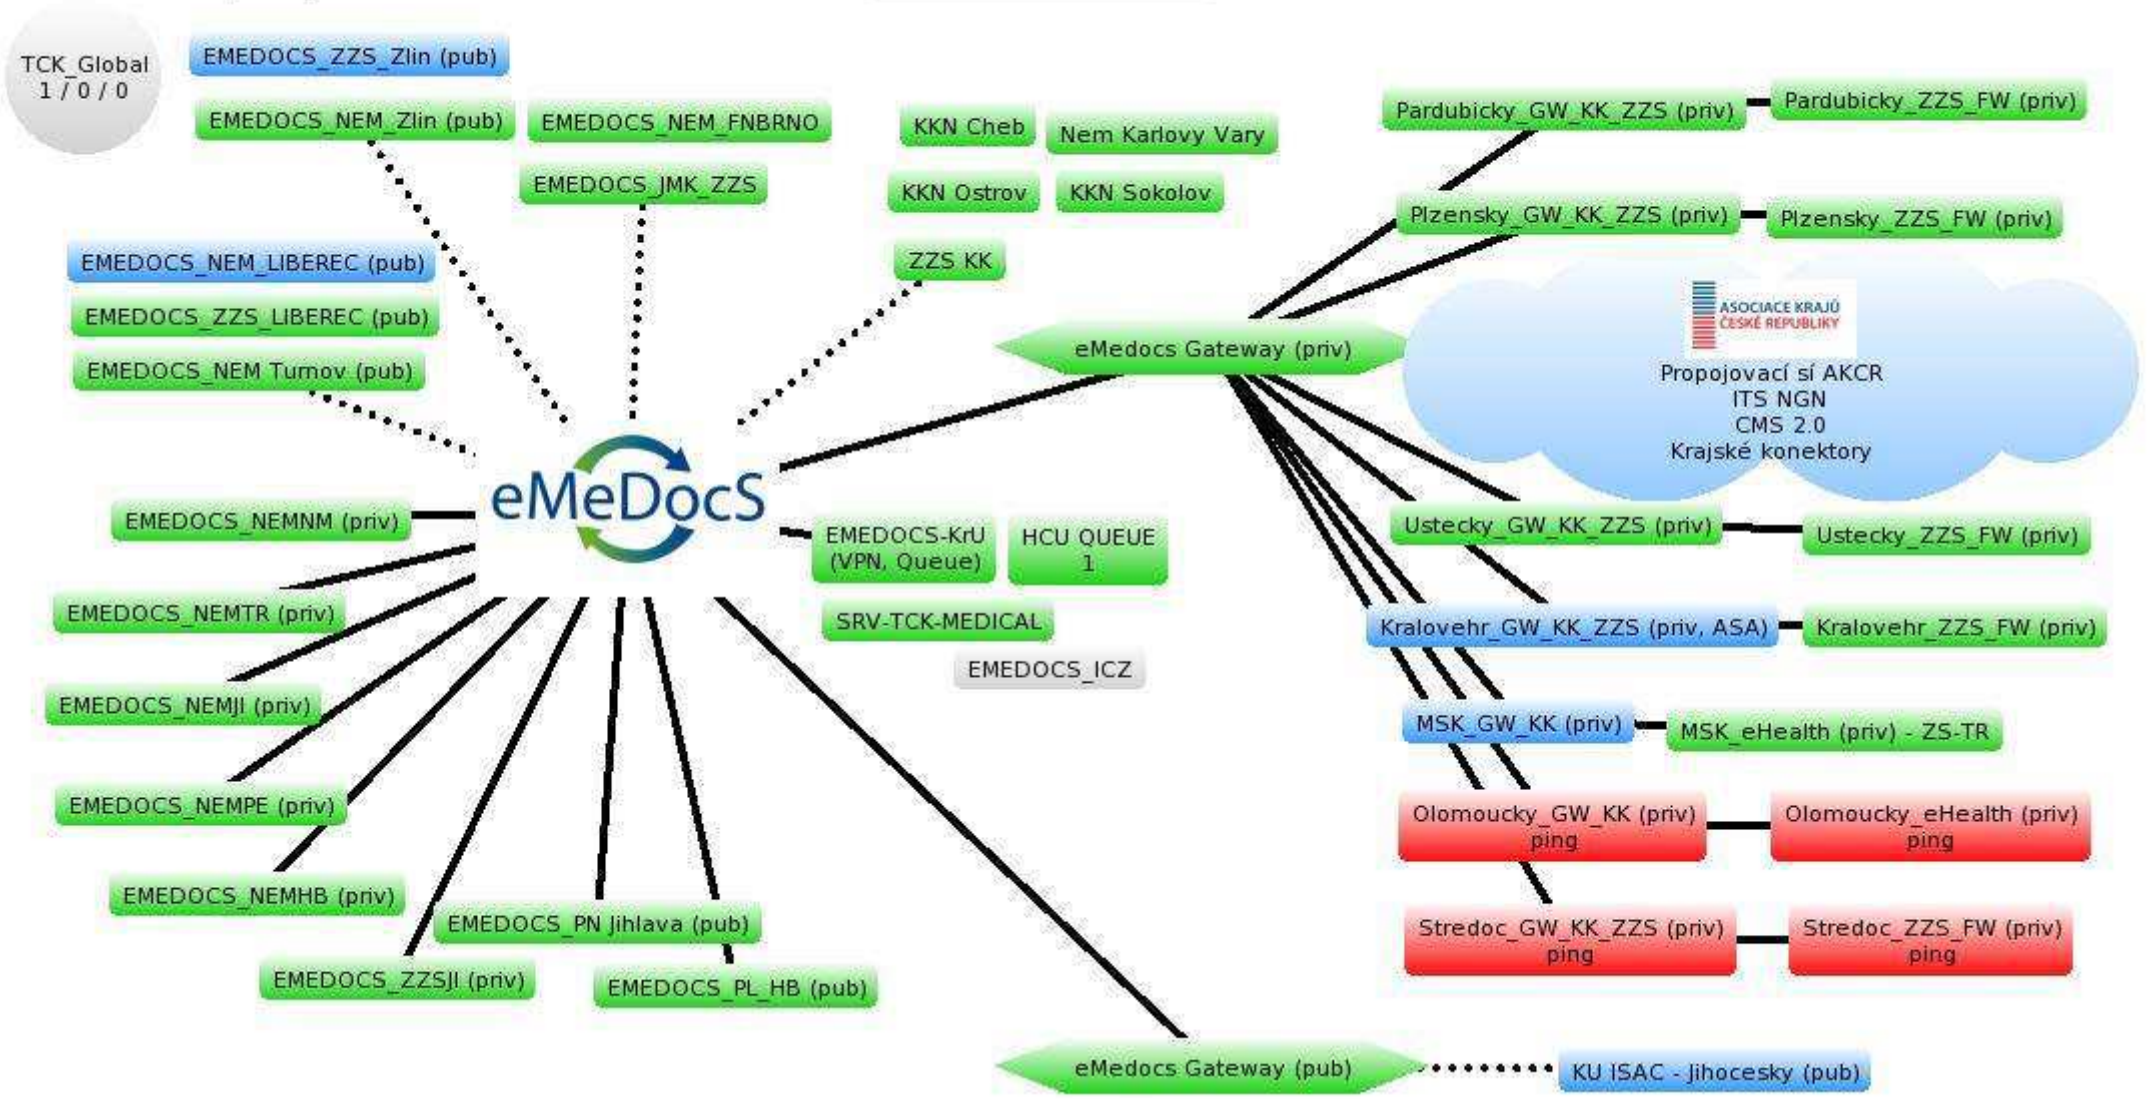 TCK_Global
1 / 0 / 0
EMEDOCS_ZZS_Zlin (pub)
EMEDOCS_NEM_Zlin (pub)
EMEDOCS_NEM_FNBRNO
EMEDOCS_JMK_ZZS
KKN Cheb
Nem Karlovy Vary
KKN Ostrov
KKN Sokolov
ZZS KK
Pardubicky_GW_KK_ZZS (priv)
Pardubicky_ZZS_FW (priv)
Plzensky_GW_KK_ZZS (priv)
Plzensky_ZZS_FW (priv)
EMEDOCS_NEM_LIBEREC (pub)
EMEDOCS_ZZS_LIBEREC (pub)
EMEDOCS_NEM Turnov (pub)
eMedocs Gateway (priv)
ASOCIACE KRAJŮ
ČESKÉ REPUBLIKY
Propojovací sí AKCR
ITS NGN
CMS 2.0
Krajské konektory
eMeDocS
EMEDOCS_NEMNM (priv)
EMEDOCS-KrU
(VPN, Queue)
HCU QUEUE
1
SRV-TCK-MEDICAL
EMEDOCS_ICZ
Ustecky_GW_KK_ZZS (priv)
Ustecky_ZZS_FW (priv)
EMEDOCS_NEMTR (priv)
Kralovehr_GW_KK_ZZS (priv, ASA)
Kralovehr_ZZS_FW (priv)
EMEDOCS_NEMJI (priv)
MSK_GW_KK (priv)
MSK_eHealth (priv) - ZS-TR
EMEDOCS_NEMPE (priv)
Olomoucky_GW_KK (priv)
ping
Olomoucky_eHealth (priv)
ping
EMEDOCS_NEMHB (priv)
EMEDOCS_PN Jihlava (pub)
Stredoc_GW_KK_ZZS (priv)
ping
Stredoc_ZZS_FW (priv)
ping
EMEDOCS_ZZSJI (priv)
EMEDOCS_PL_HB (pub)
eMedocs Gateway (pub)
KU ISAC - Jihocesky (pub)